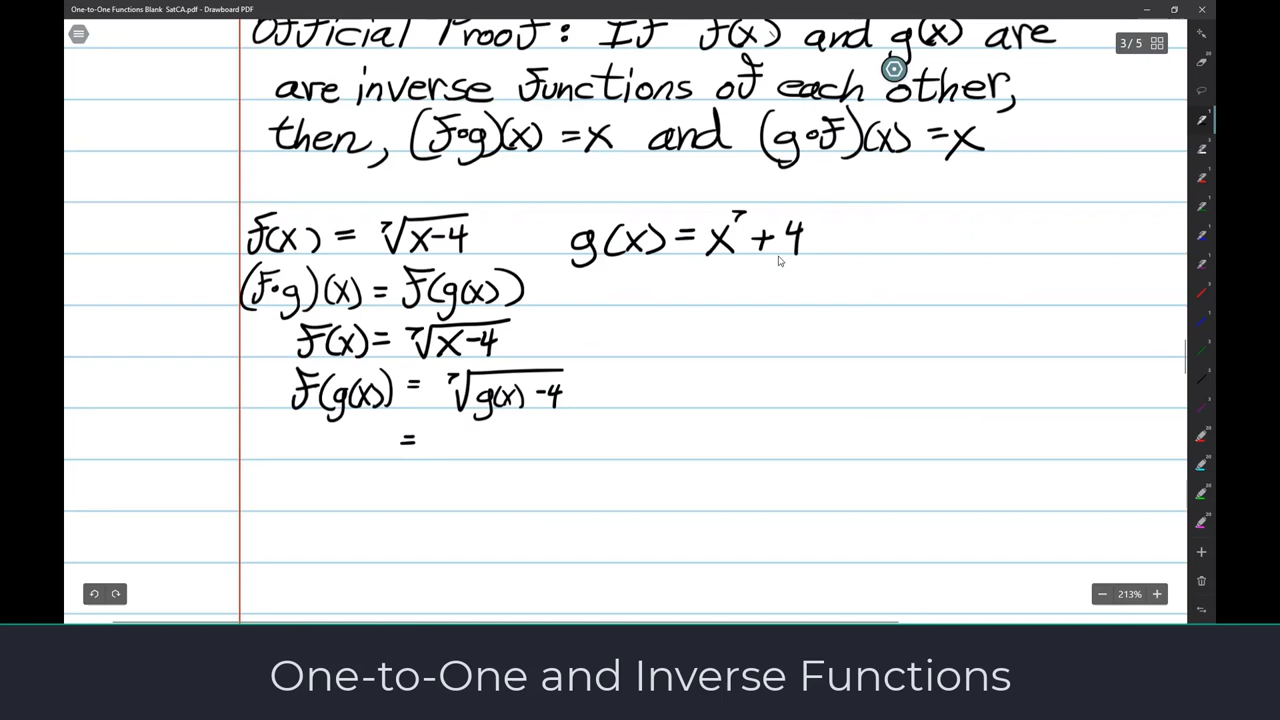 One-to-One Functions Blank SatCA.pdf - Drawboard PDF
Official Proof: If f(x) and g(x) are
3 / 5
are inverse functions of each other,
then, (f∘g)(x) = x and (g∘f)(x) = x
f(x) = ⁷√(x-4) g(x) = x⁷ + 4
(f∘g)(x) = f(g(x))
f(x) = ⁷√(x-4)
f(g(x)) = ⁷√(g(x) -4)
=
213%
One-to-One and Inverse Functions